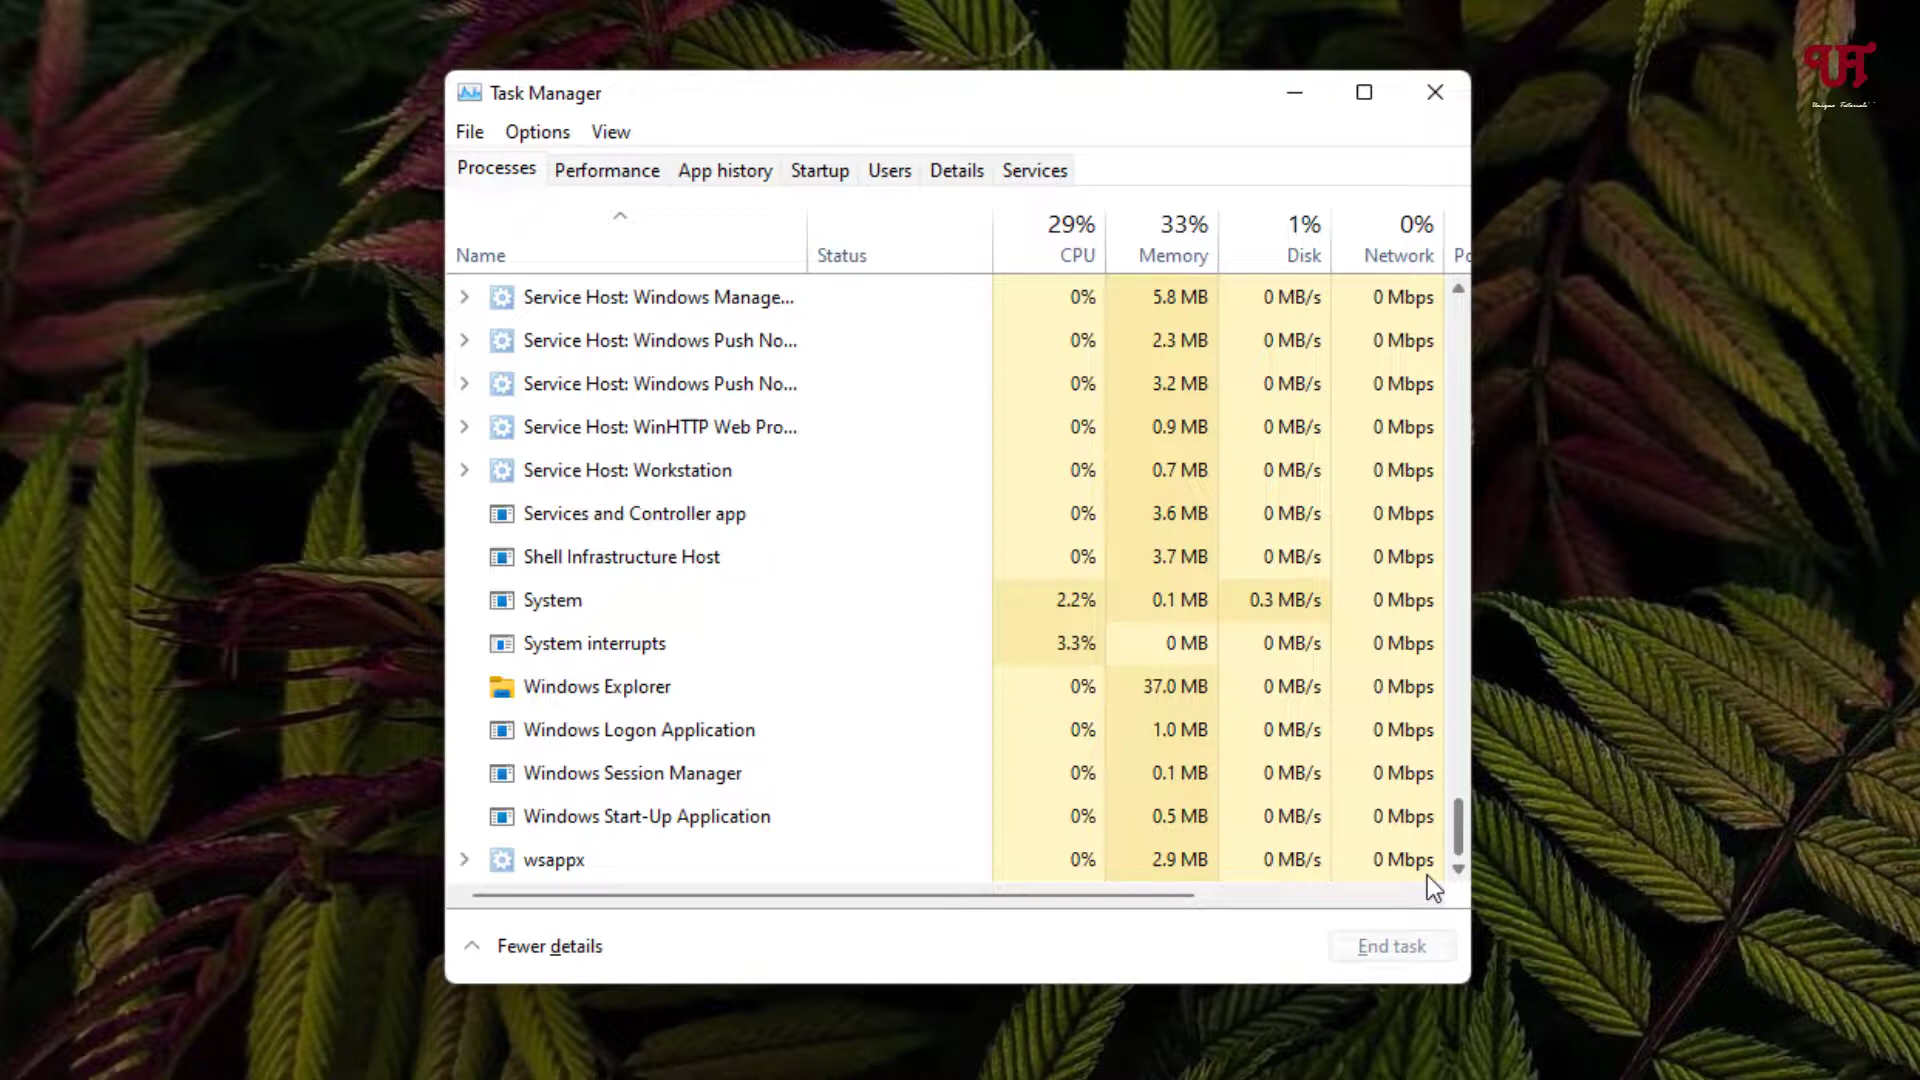 Task Manager
File Options View
Processes Performance App history Startup Users Details Services
29% 33% 1% 0%
Name Status CPU Memory Disk Network Po
Service Host: Windows Manage... 0% 5.8 MB 0 MB/s 0 Mbps
Service Host: Windows Push No... 0% 2.3 MB 0 MB/s 0 Mbps
Service Host: Windows Push No... 0% 3.2 MB 0 MB/s 0 Mbps
Service Host: WinHTTP Web Pro... 0% 0.9 MB 0 MB/s 0 Mbps
Service Host: Workstation 0% 0.7 MB 0 MB/s 0 Mbps
Services and Controller app 0% 3.6 MB 0 MB/s 0 Mbps
Shell Infrastructure Host 0% 3.7 MB 0 MB/s 0 Mbps
System 2.2% 0.1 MB 0.3 MB/s 0 Mbps
System interrupts 3.3% 0 MB 0 MB/s 0 Mbps
Windows Explorer 0% 37.0 MB 0 MB/s 0 Mbps
Windows Logon Application 0% 1.0 MB 0 MB/s 0 Mbps
Windows Session Manager 0% 0.1 MB 0 MB/s 0 Mbps
Windows Start-Up Application 0% 0.5 MB 0 MB/s 0 Mbps
wsappx 0% 2.9 MB 0 MB/s 0 Mbps
Fewer details End task
UT
Unique Tutorials